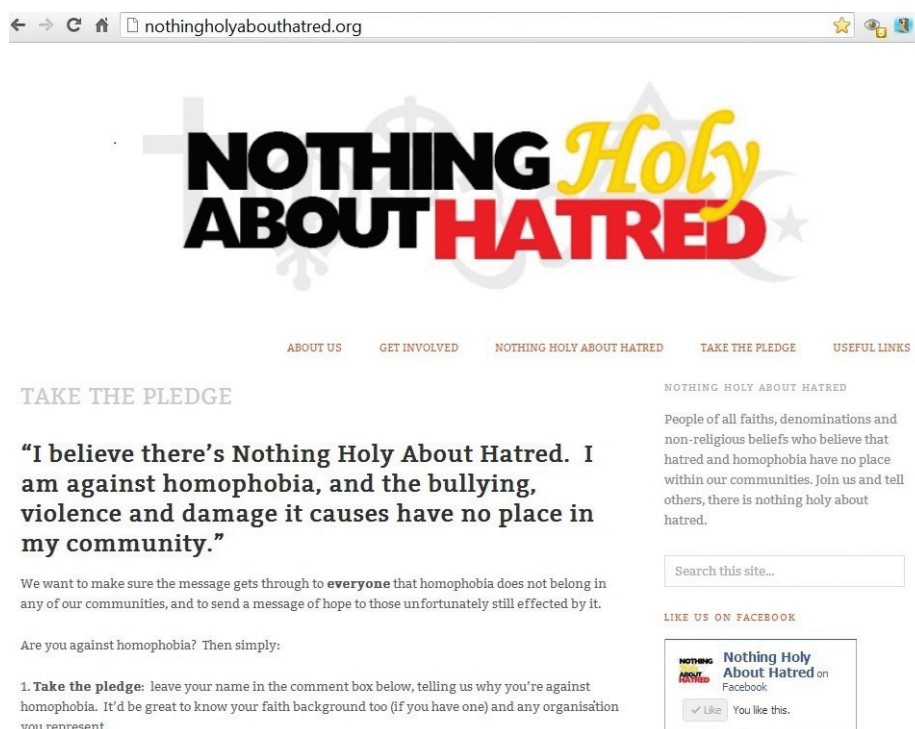 nothingholyabouthatred.org
NOTHING Holy
ABOUT HATRED
ABOUT US GET INVOLVED NOTHING HOLY ABOUT HATRED TAKE THE PLEDGE USEFUL LINKS
TAKE THE PLEDGE
“I believe there’s Nothing Holy About Hatred. I
am against homophobia, and the bullying,
violence and damage it causes have no place in
my community.”
We want to make sure the message gets through to everyone that homophobia does not belong in
any of our communities, and to send a message of hope to those unfortunately still effected by it.
Are you against homophobia? Then simply:
1. Take the pledge: leave your name in the comment box below, telling us why you’re against
homophobia. It’d be great to know your faith background too (if you have one) and any organisation
you represent
NOTHING HOLY ABOUT HATRED
People of all faiths, denominations and
non-religious beliefs who believe that
hatred and homophobia have no place
within our communities. Join us and tell
others, there is nothing holy about
hatred.
Search this site...
LIKE US ON FACEBOOK
NOTHING Holy
ABOUT
HATRED
Nothing Holy
About Hatred on
Facebook
Like You like this.